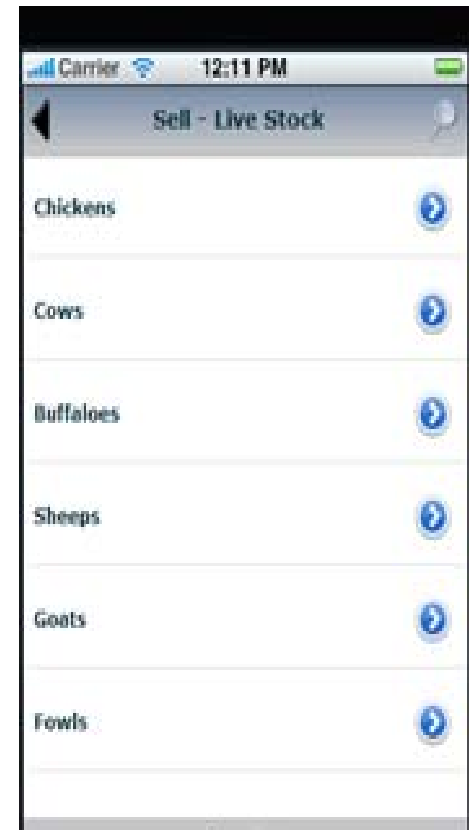 Carrier 12:11 PM
Sell - Live Stock
Chickens
Cows
Buffaloes
Sheeps
Goats
Fowls